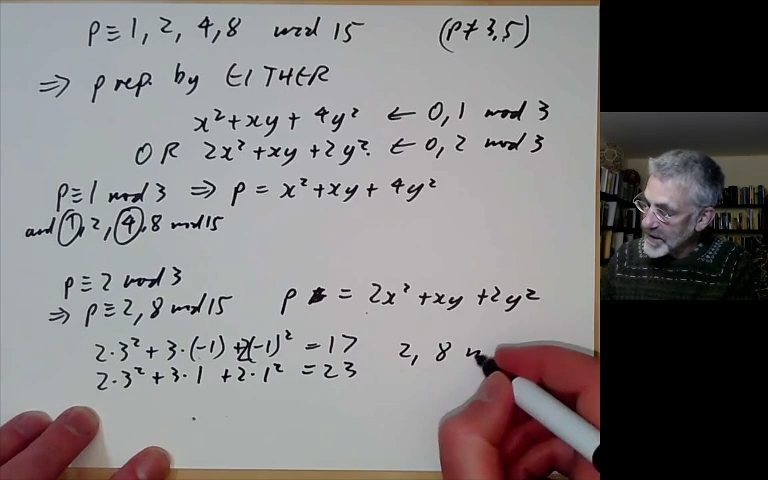 p ≡ 1, 2, 4, 8 mod 15 (p ≠ 3, 5)
⇒ p rep. by EITHER
x² + xy + 4y² ← 0, 1 mod 3
OR 2x² + xy + 2y². ← 0, 2 mod 3
p ≡ 1 mod 3 ⇒ p = x² + xy + 4y²
and 1, 2, 4, 8 mod 15
p ≡ 2 mod 3
⇒ p ≡ 2, 8 mod 15 p = 2x² + xy + 2y²
2·3² + 3·(-1) + 2(-1)² = 17 2, 8 m
2·3² + 3·1 + 2·1² = 23